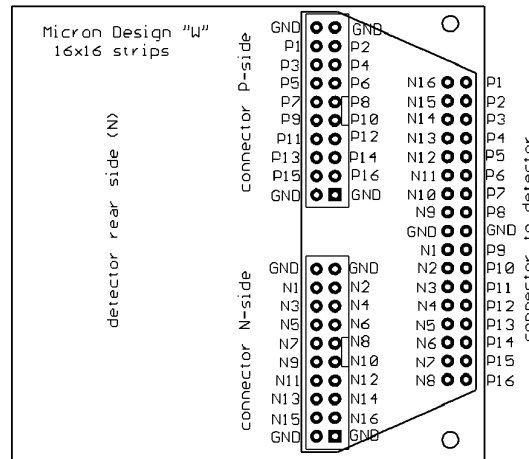 Micron Design "W"
16x16 strips
detector rear side (N)
connector P-side
GND GND
P1 P2
P3 P4
P5 P6
P7 P8
P9 P10
P11 P12
P13 P14
P15 P16
GND GND
connector N-side
GND GND
N1 N2
N3 N4
N5 N6
N7 N8
N9 N10
N11 N12
N13 N14
N15 N16
GND GND
N16 P1
N15 P2
N14 P3
N13 P4
N12 P5
N11 P6
N10 P7
N9 P8
GND GND
N1 P9
N2 P10
N3 P11
N4 P12
N5 P13
N6 P14
N7 P15
N8 P16
connector to detector